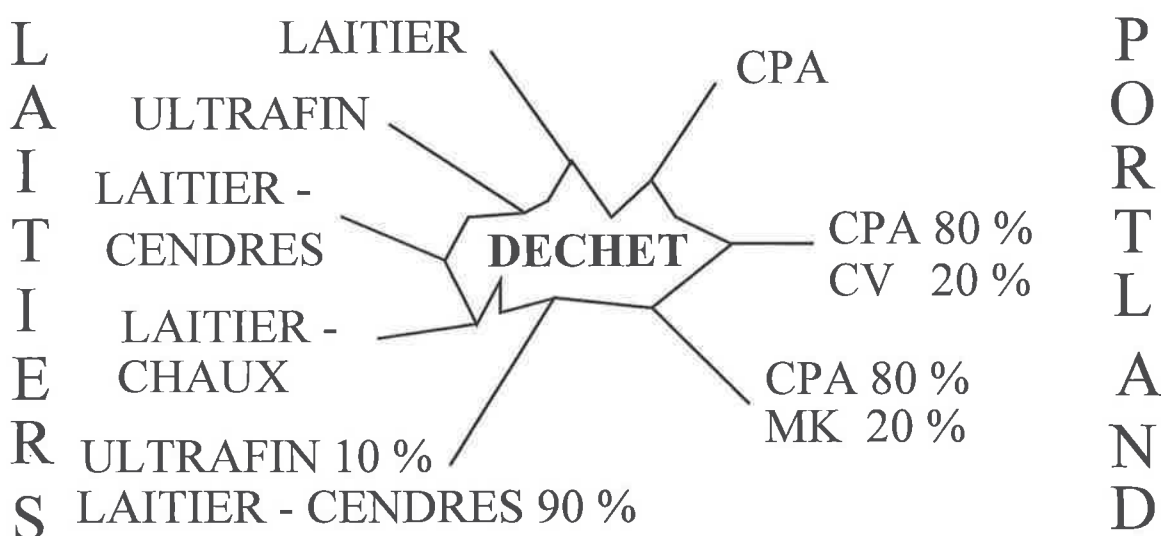 LAITIERS
LAITIER
ULTRAFIN
LAITIER -
CENDRES
LAITIER -
CHAUX
ULTRAFIN 10 %
LAITIER - CENDRES 90 %
DECHET
CPA
CPA 80 %
CV 20 %
CPA 80 %
MK 20 %
PORTLAND